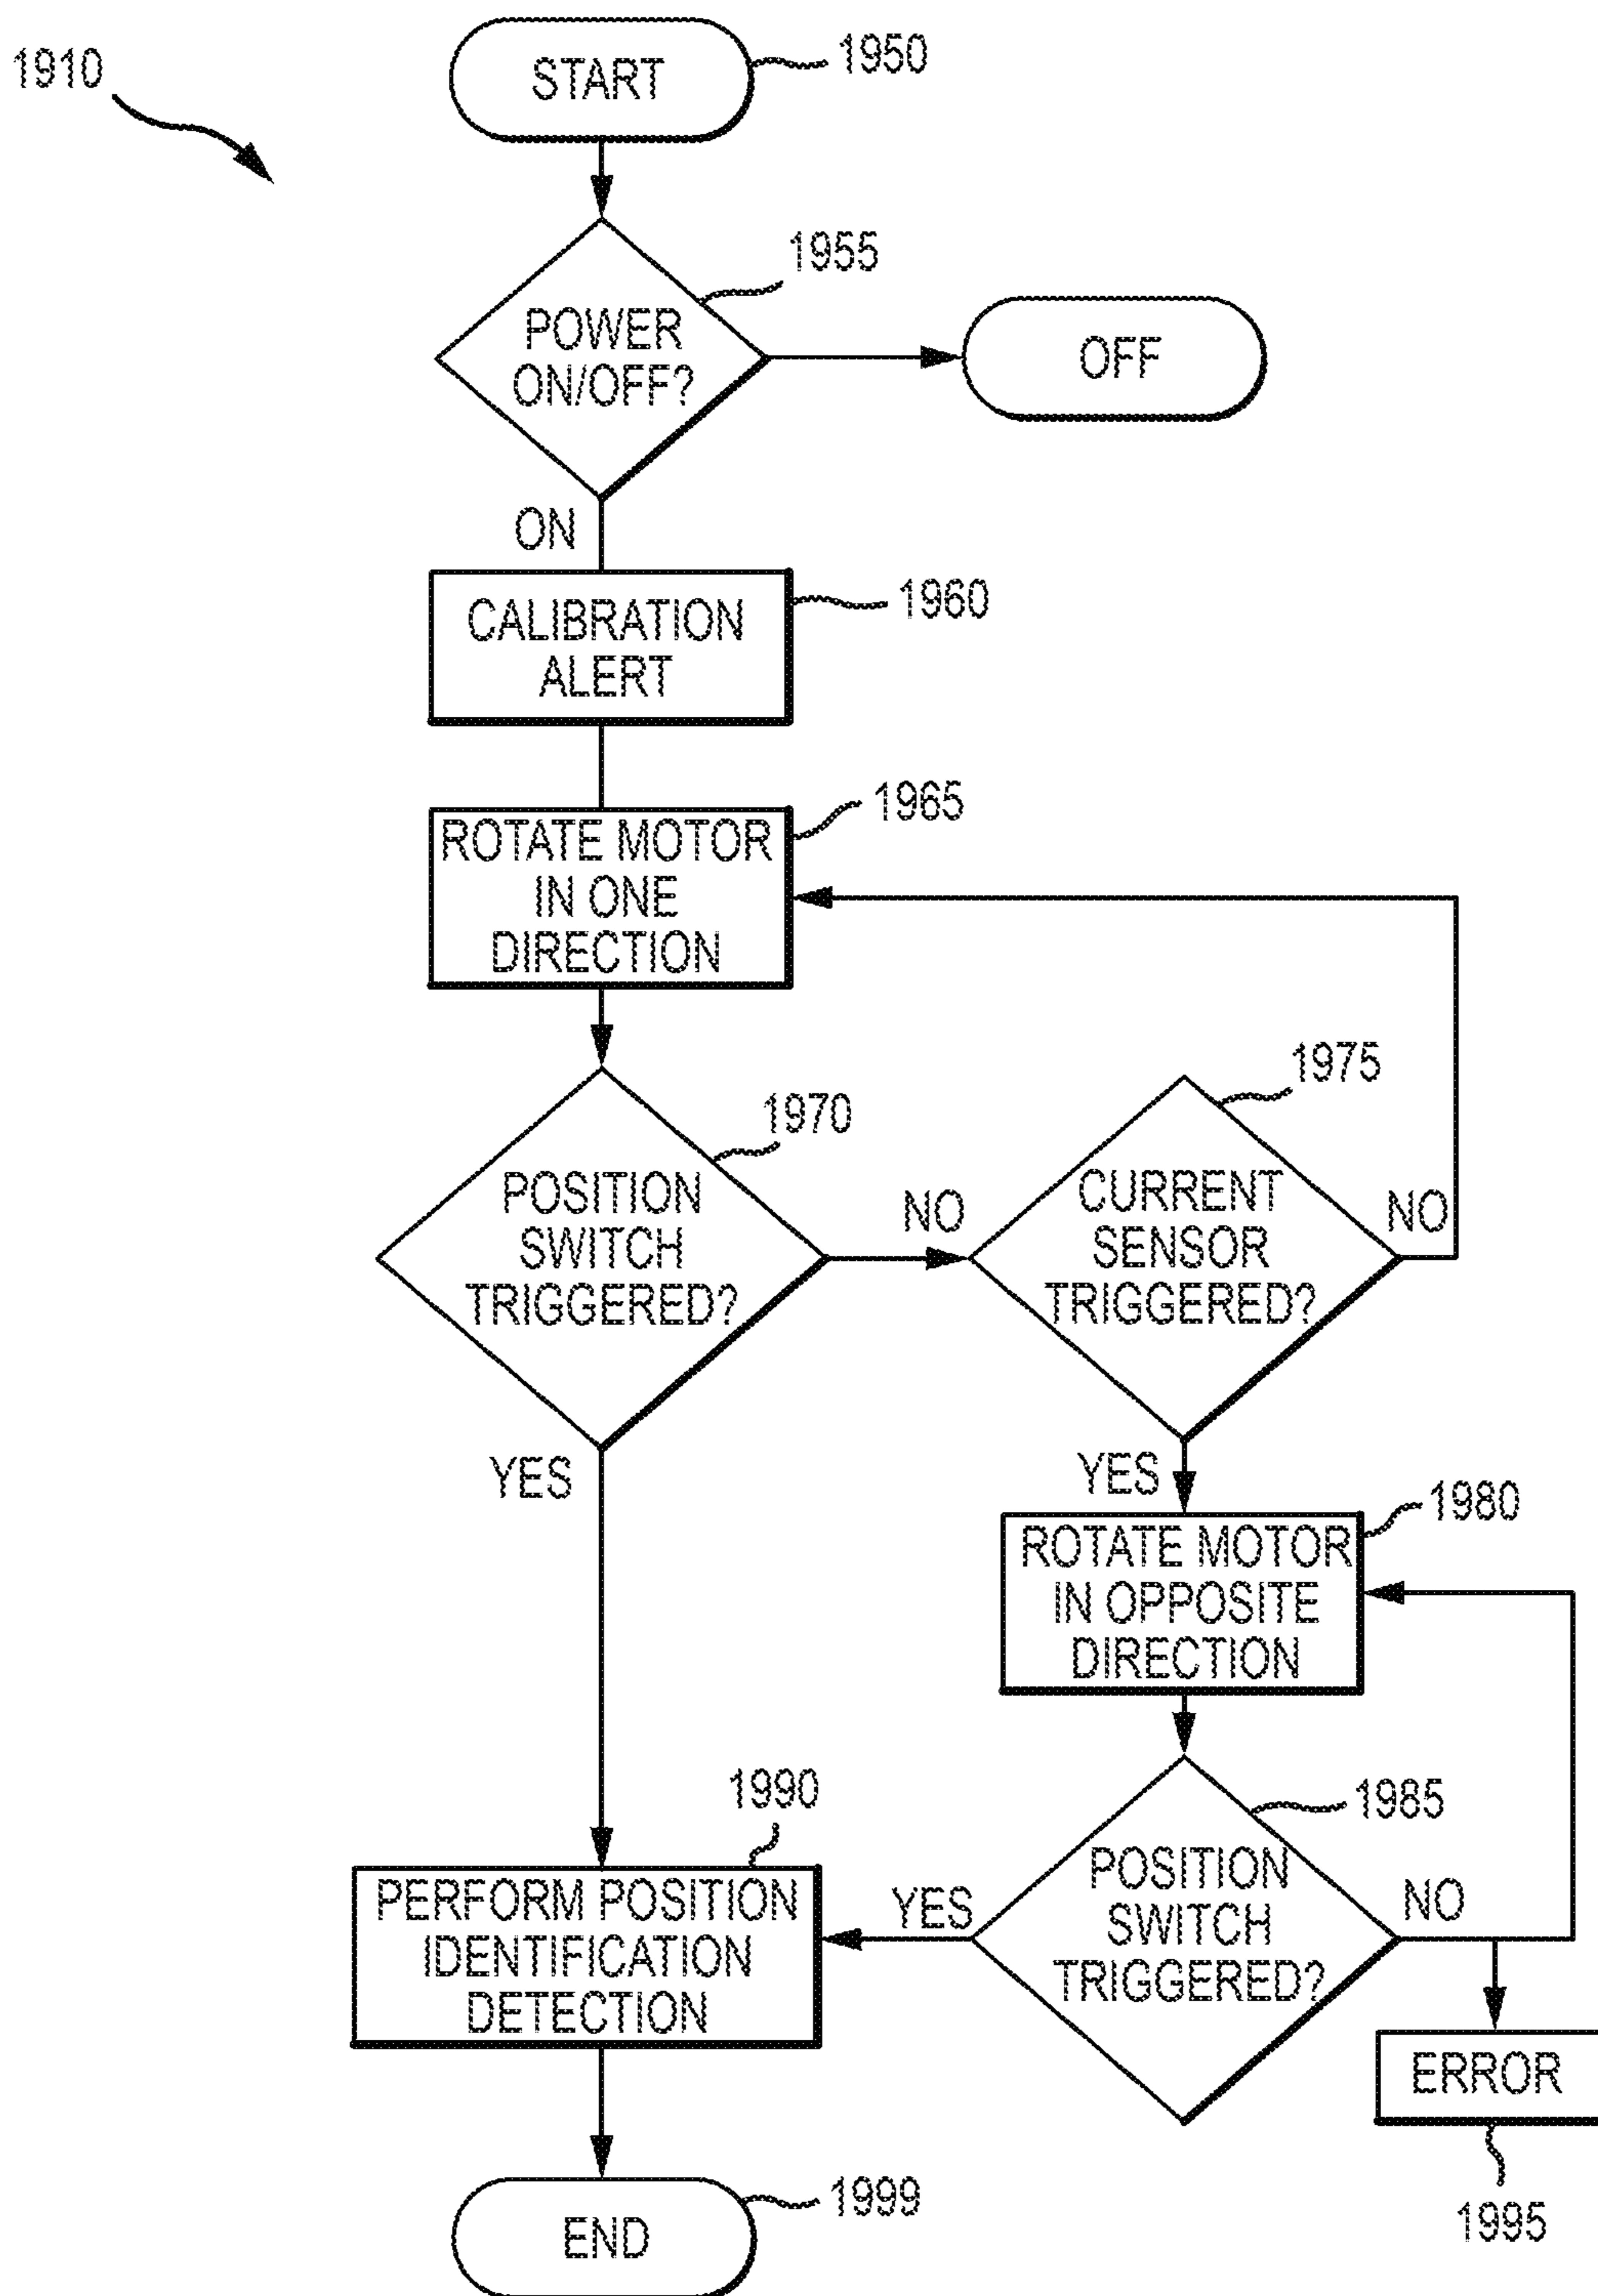 1910
START
1950
POWER
ON/OFF?
1955
OFF
ON
CALIBRATION
ALERT
1960
ROTATE MOTOR
IN ONE
DIRECTION
1965
POSITION
SWITCH
TRIGGERED?
1970
NO
CURRENT
SENSOR
TRIGGERED?
1975
NO
YES
YES
ROTATE MOTOR
IN OPPOSITE
DIRECTION
1980
POSITION
SWITCH
TRIGGERED?
1985
YES
NO
PERFORM POSITION
IDENTIFICATION
DETECTION
1990
ERROR
1995
END
1999